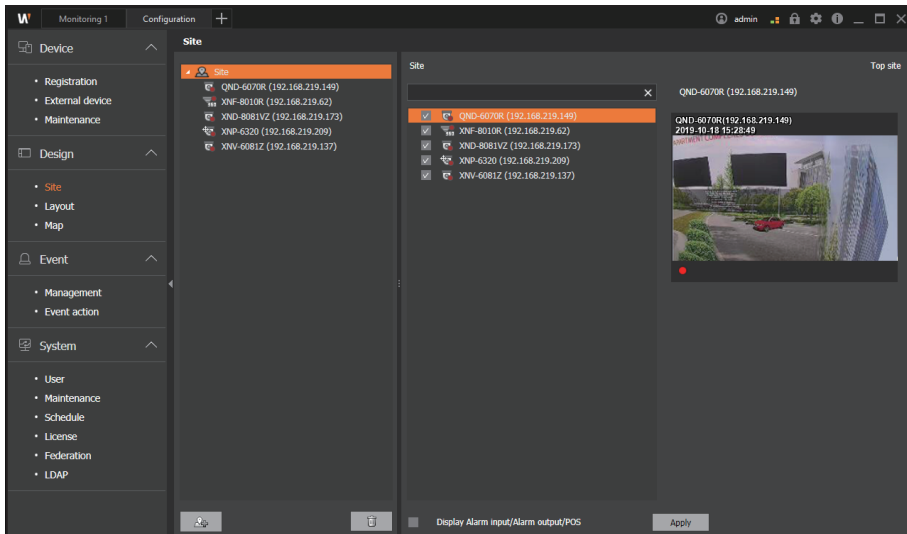 W Monitoring 1 Configuration admin
Device
• Registration
• External device
• Maintenance
Design
• Site
• Layout
• Map
Event
• Management
• Event action
System
• User
• Maintenance
• Schedule
• License
• Federation
• LDAP
Site
Site
QND-6070R (192.168.219.149)
XNF-8010R (192.168.219.62)
XND-8081VZ (192.168.219.173)
XNP-6320 (192.168.219.209)
XNV-6081Z (192.168.219.137)
Site
QND-6070R (192.168.219.149)
XNF-8010R (192.168.219.62)
XND-8081VZ (192.168.219.173)
XNP-6320 (192.168.219.209)
XNV-6081Z (192.168.219.137)
Display Alarm input/Alarm output/POS
Apply
Top site
QND-6070R (192.168.219.149)
QND-6070R(192.168.219.149)
2019-10-18 15:28:49